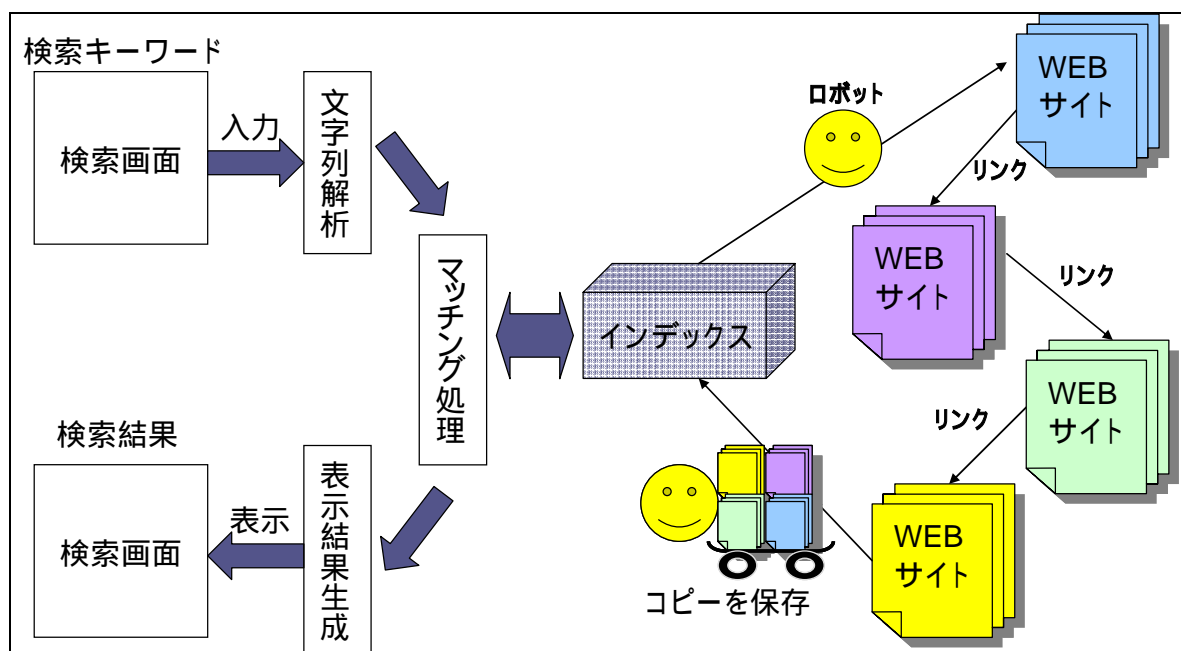 検索キーワード
検索画面
入力
文字列解析
マッチング処理
インデックス
ロボット
WEB
サイト
リンク
WEB
サイト
リンク
WEB
サイト
リンク
WEB
サイト
コピーを保存
検索結果
検索画面
表示
表示結果生成